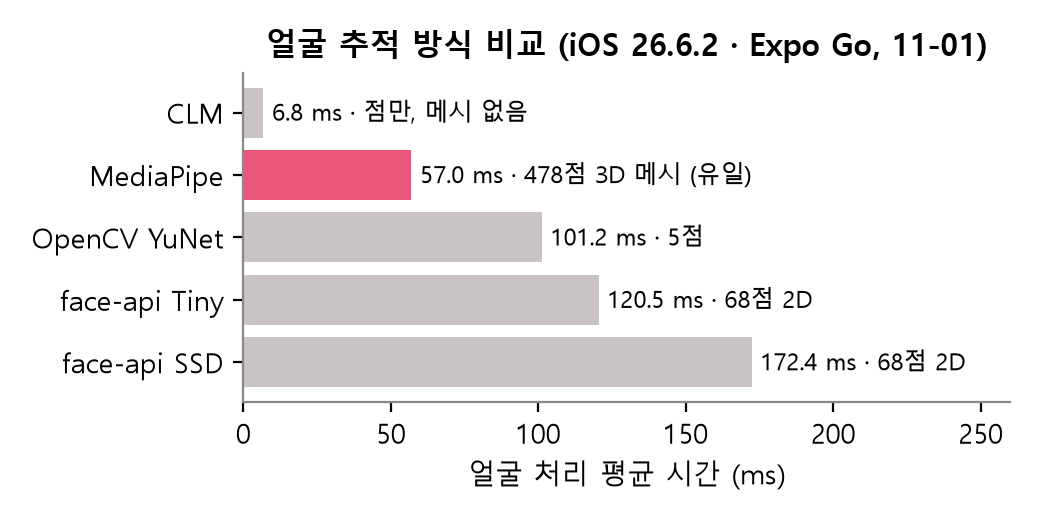 얼굴 추적 방식 비교 (iOS 26.6.2 · Expo Go, 11-01)
CLM 6.8 ms · 점만, 메시 없음
MediaPipe 57.0 ms · 478점 3D 메시 (유일)
OpenCV YuNet 101.2 ms · 5점
face-api Tiny 120.5 ms · 68점 2D
face-api SSD 172.4 ms · 68점 2D
0 50 100 150 200 250
얼굴 처리 평균 시간 (ms)